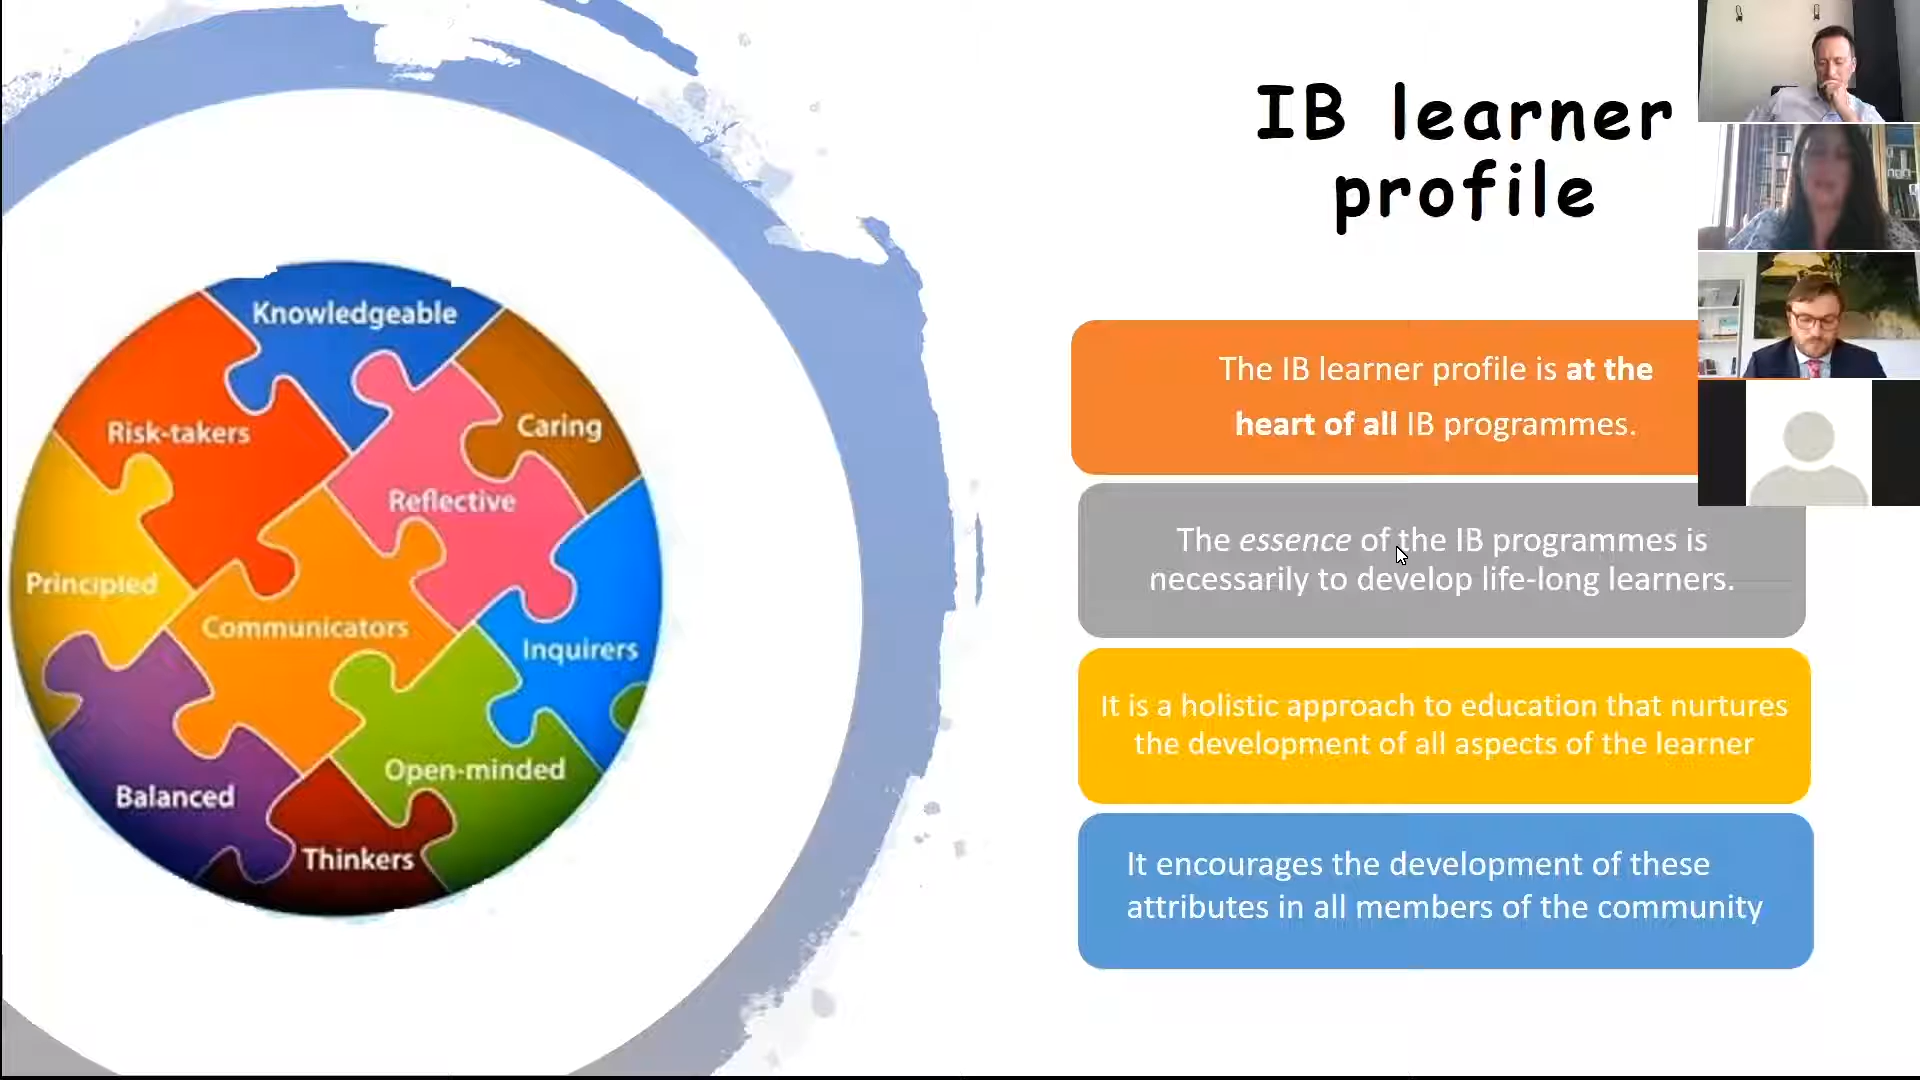 IB learner
profile
Knowledgeable
Risk-takers
Caring
Reflective
Principled
Communicators
Inquirers
Open-minded
Balanced
Thinkers
The IB learner profile is at the
heart of all IB programmes.
The essence of the IB programmes is
necessarily to develop life-long learners.
It is a holistic approach to education that nurtures
the development of all aspects of the learner
It encourages the development of these
attributes in all members of the community